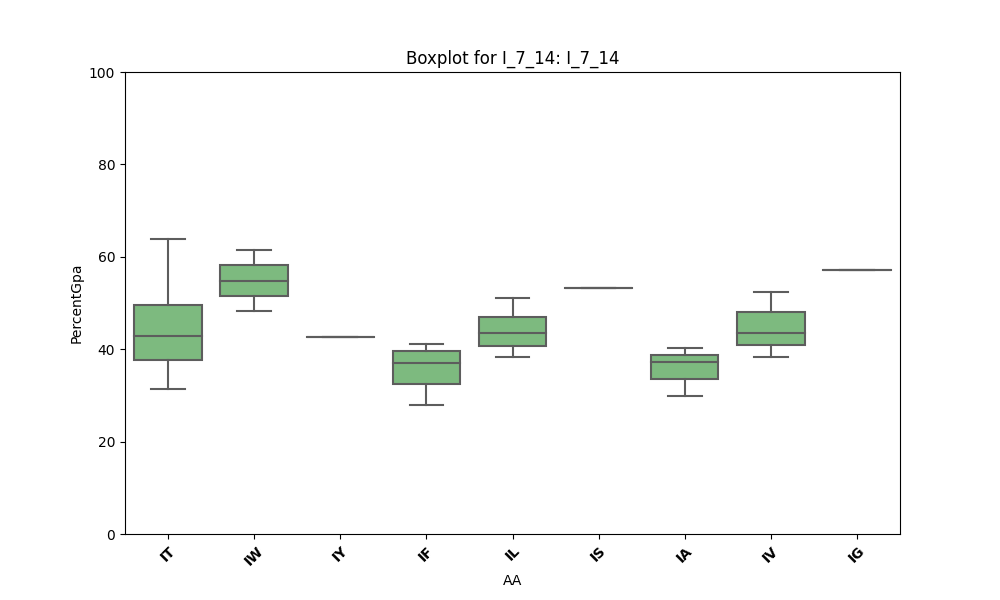 Boxplot for I_7_14: I_7_14
100
80
60
40
20
0
PercentGpa
IT
IW
IY
IF
IL
IS
IA
IV
IG
AA